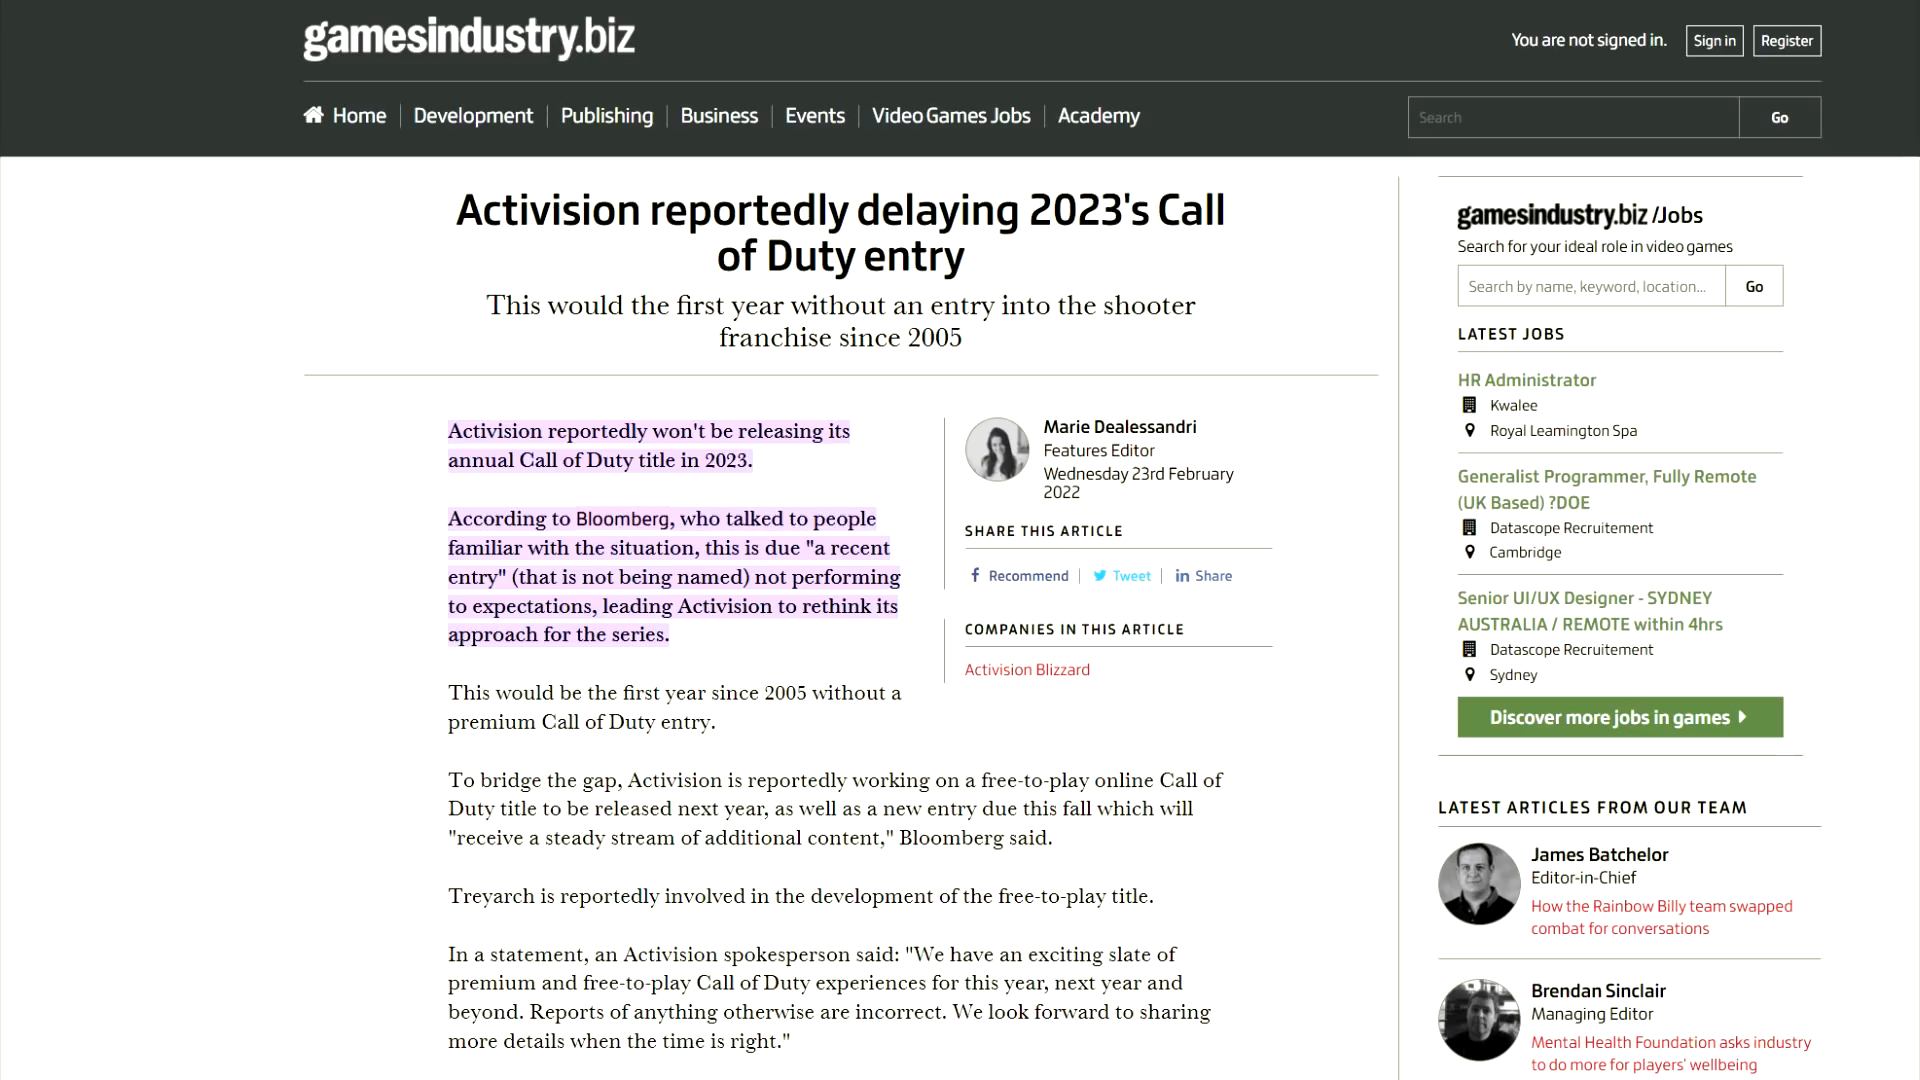 gamesindustry.biz
You are not signed in.
Sign in
Register
Home
Development
Publishing
Business
Events
Video Games Jobs
Academy
Search
Go
Activision reportedly delaying 2023's Call
of Duty entry
This would the first year without an entry into the shooter
franchise since 2005
Activision reportedly won't be releasing its
annual Call of Duty title in 2023.
According to Bloomberg, who talked to people
familiar with the situation, this is due "a recent
entry" (that is not being named) not performing
to expectations, leading Activision to rethink its
approach for the series.
This would be the first year since 2005 without a
premium Call of Duty entry.
To bridge the gap, Activision is reportedly working on a free-to-play online Call of
Duty title to be released next year, as well as a new entry due this fall which will
"receive a steady stream of additional content," Bloomberg said.
Treyarch is reportedly involved in the development of the free-to-play title.
In a statement, an Activision spokesperson said: "We have an exciting slate of
premium and free-to-play Call of Duty experiences for this year, next year and
beyond. Reports of anything otherwise are incorrect. We look forward to sharing
more details when the time is right."
Marie Dealessandri
Features Editor
Wednesday 23rd February
2022
SHARE THIS ARTICLE
Recommend
Tweet
Share
COMPANIES IN THIS ARTICLE
Activision Blizzard
gamesindustry.biz /Jobs
Search for your ideal role in video games
Search by name, keyword, location...
Go
LATEST JOBS
HR Administrator
Kwalee
Royal Leamington Spa
Generalist Programmer, Fully Remote
(UK Based) ?DOE
Datascope Recruitement
Cambridge
Senior UI/UX Designer - SYDNEY
AUSTRALIA / REMOTE within 4hrs
Datascope Recruitement
Sydney
Discover more jobs in games
LATEST ARTICLES FROM OUR TEAM
James Batchelor
Editor-in-Chief
How the Rainbow Billy team swapped
combat for conversations
Brendan Sinclair
Managing Editor
Mental Health Foundation asks industry
to do more for players' wellbeing